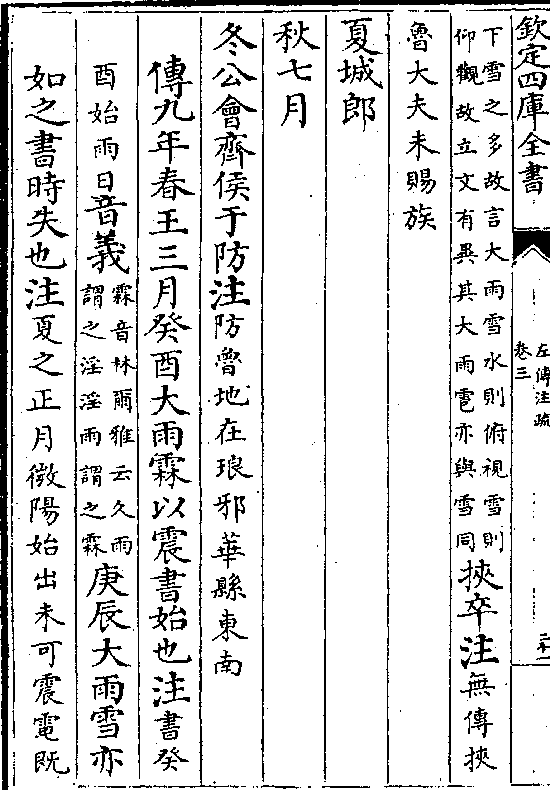 欽定四庫全書
左傳注疏
卷三
下雪之多故言大雨雪水則俯視雪則
仰觀故立文有異其大雨雹亦與雪同
挾卒注無傳挾
魯大夫未賜族
夏城郎
秋七月
冬公會齊侯于防注防魯地在琅邪華縣東南
傳九年春王三月癸酉大雨霖以震書始也注書癸
酉始雨日音義
霖音林爾雅云久雨
謂之淫淫雨謂之霖
庚辰大雨雪亦
如之書時失也注夏之正月微陽始出未可震電既